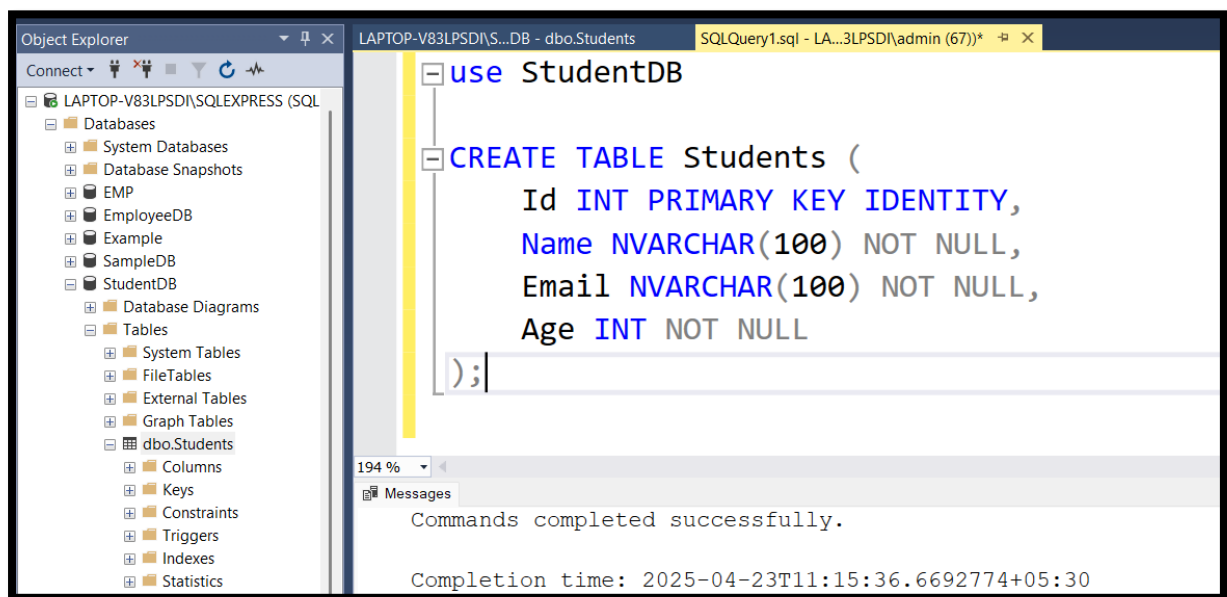 Object Explorer
Connect
LAPTOP-V83LPSDI\SQLEXPRESS (SQL
Databases
System Databases
Database Snapshots
EMP
EmployeeDB
Example
SampleDB
StudentDB
Database Diagrams
Tables
System Tables
FileTables
External Tables
Graph Tables
dbo.Students
Columns
Keys
Constraints
Triggers
Indexes
Statistics
LAPTOP-V83LPSDI\S...DB - dbo.Students
SQLQuery1.sql - LA...3LPSDI\admin (67))*
use StudentDB
CREATE TABLE Students (
Id INT PRIMARY KEY IDENTITY,
Name NVARCHAR(100) NOT NULL,
Email NVARCHAR(100) NOT NULL,
Age INT NOT NULL
);
194 %
Messages
Commands completed successfully.
Completion time: 2025-04-23T11:15:36.6692774+05:30